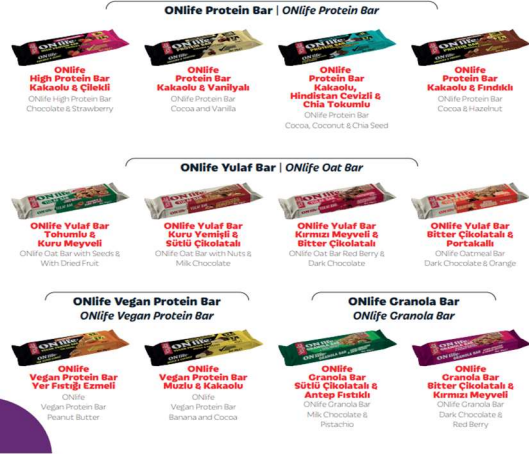 ONlife Protein Bar | ONlife Protein Bar
ONlife
High Protein Bar
Kakaolu & Çilekli
ONlife High Protein Bar
Chocolate & Strawberry
ONlife
Protein Bar
Kakaolu & Vanilyalı
ONlife Protein Bar
Cocoa and Vanilla
ONlife
Protein Bar
Kakaolu,
Hindistan Cevizli &
Chia Tokumlu
ONlife Protein Bar
Cocoa, Coconut & Chia Seed
ONlife
Protein Bar
Kakaolu & Fındıklı
ONlife Protein Bar
Cocoa & Hazelnut
ONlife Yulaf Bar | ONlife Oat Bar
ONlife Yulaf Bar
Tohumlu &
Kuru Meyveli
ONlife Oat Bar with Seeds &
With Dried Fruit
ONlife Yulaf Bar
Kuru Yemişli &
Sütlü Çikolatalı
ONlife Oat Bar with Nuts &
Milk Chocolate
ONlife Yulaf Bar
Kırmızı Meyveli &
Bitter Çikolatalı
ONlife Oat Bar Red Berry &
Dark Chocolate
ONlife Yulaf Bar
Bitter Çikolatalı &
Portakallı
ONlife Oatmeal Bar
Dark Chocolate & Orange
ONlife Vegan Protein Bar
ONlife Vegan Protein Bar
ONlife
Vegan Protein Bar
Yer Fıstığı Ezmeli
ONlife
Vegan Protein Bar
Peanut Butter
ONlife
Vegan Protein Bar
Muzlu & Kakaolu
ONlife
Vegan Protein Bar
Banana and Cocoa
ONlife Granola Bar
ONlife Granola Bar
ONlife
Granola Bar
Sütlü Çikolatalı &
Antep Fıstıklı
ONlife Granola Bar
Milk Chocolate &
Pistachio
ONlife
Granola Bar
Bitter Çikolatalı &
Kırmızı Meyveli
ONlife Granola Bar
Dark Chocolate &
Red Berry